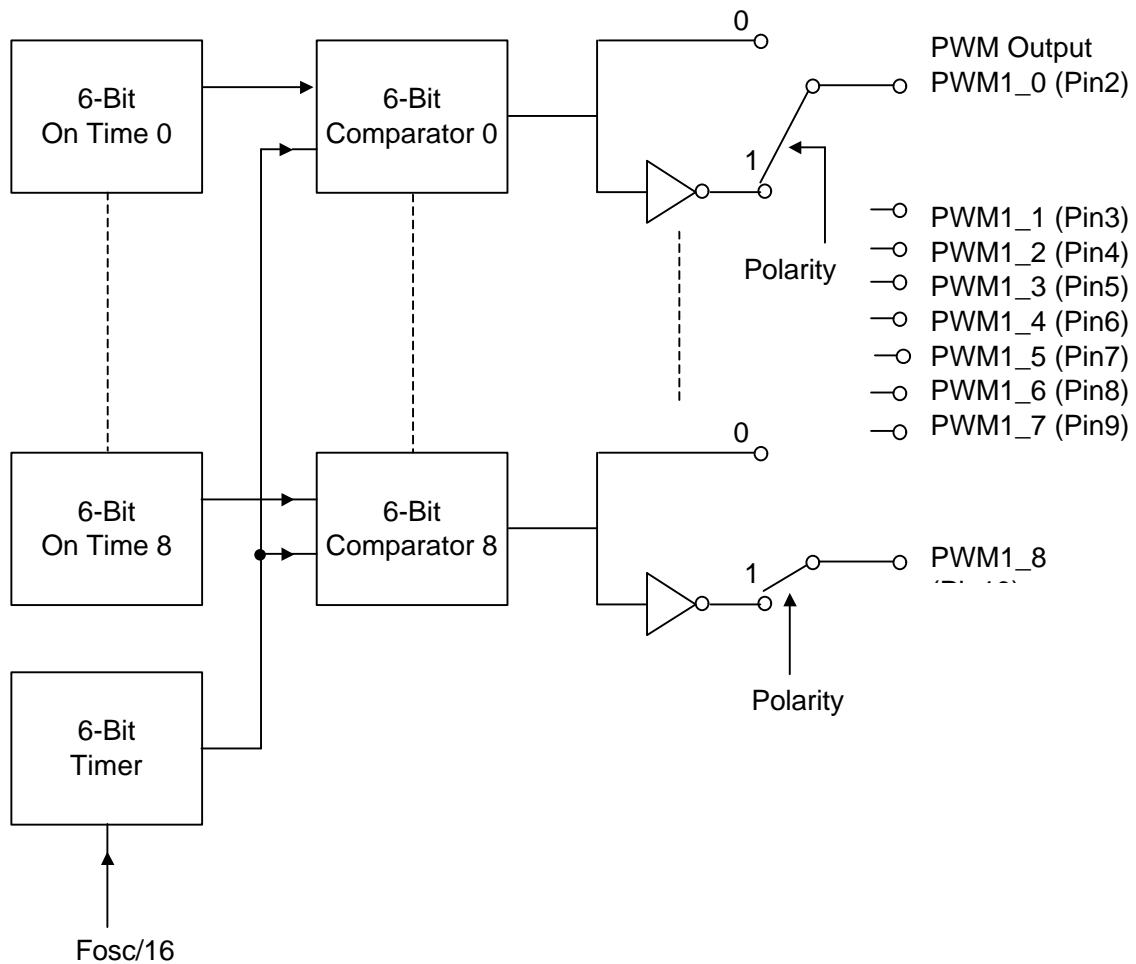 0
PWM Output
6-Bit
On Time 0
6-Bit
Comparator 0
PWM1_0 (Pin2)
1
Polarity
PWM1_1 (Pin3)
PWM1_2 (Pin4)
PWM1_3 (Pin5)
PWM1_4 (Pin6)
PWM1_5 (Pin7)
PWM1_6 (Pin8)
PWM1_7 (Pin9)
0
6-Bit
On Time 8
6-Bit
Comparator 8
1
PWM1_8
Polarity
6-Bit
Timer
Fosc/16